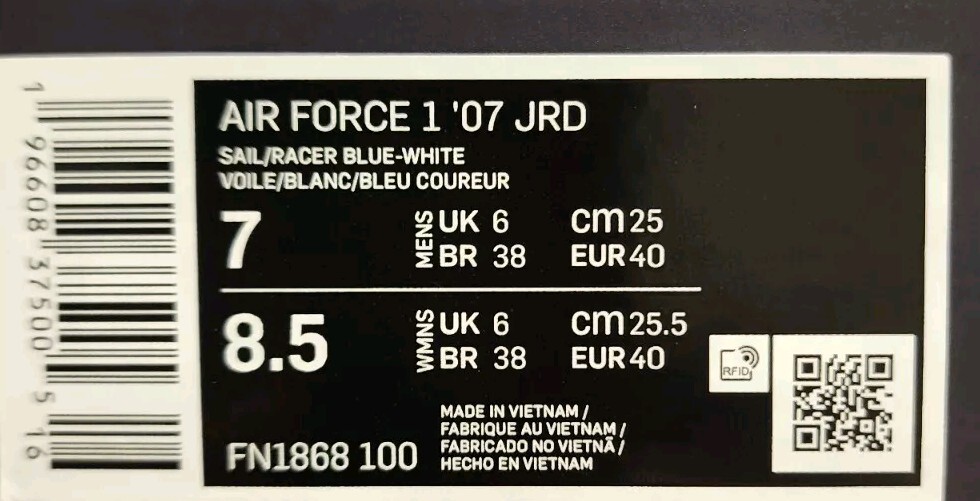 AIR FORCE 1 '07 JRD
SAIL/RACER BLUE-WHITE
VOILE/BLANC/BLEU COUREUR
7 MENS UK 6 cm 25
BR 38 EUR 40
8.5 WMNS UK 6 cm 25.5
BR 38 EUR 40
RFID
MADE IN VIETNAM /
FABRIQUE AU VIETNAM /
FABRICADO NO VIETNÃ /
HECHO EN VIETNAM
FN1868 100
1 96608 37500 5 16